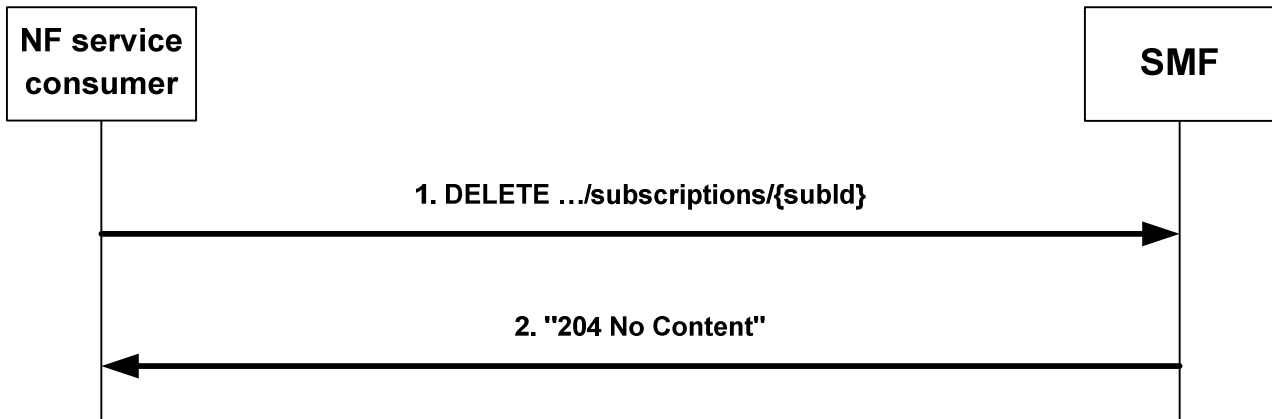 NF service
consumer
SMF
1. DELETE …/subscriptions/{subId}
2. "204 No Content"